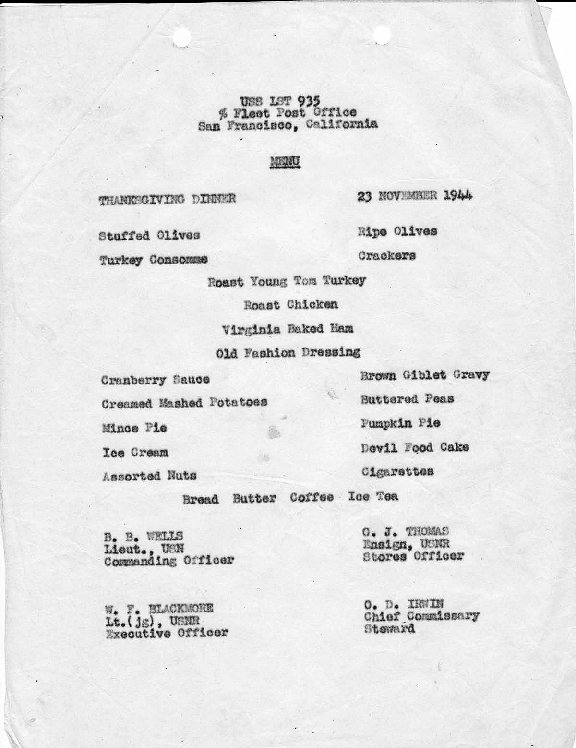 USS LST 935
% Fleet Post Office
San Francisco, California
MENU
THANKSGIVING DINNER 23 NOVEMBER 1944
Stuffed Olives Ripe Olives
Turkey Consomme Crackers
Roast Young Tom Turkey
Roast Chicken
Virginia Baked Ham
Old Fashion Dressing
Cranberry Sauce Brown Giblet Gravy
Creamed Mashed Potatoes Buttered Peas
Mince Pie Pumpkin Pie
Ice Cream Devil Food Cake
Assorted Nuts Cigarettes
Bread Butter Coffee Ice Tea
B. B. WELLS
Lieut., USN
Commanding Officer
G. J. THOMAS
Ensign, USNR
Stores Officer
W. F. BLACKMORE
Lt.(jg), USNR
Executive Officer
O. D. IRWIN
Chief Commissary
Steward